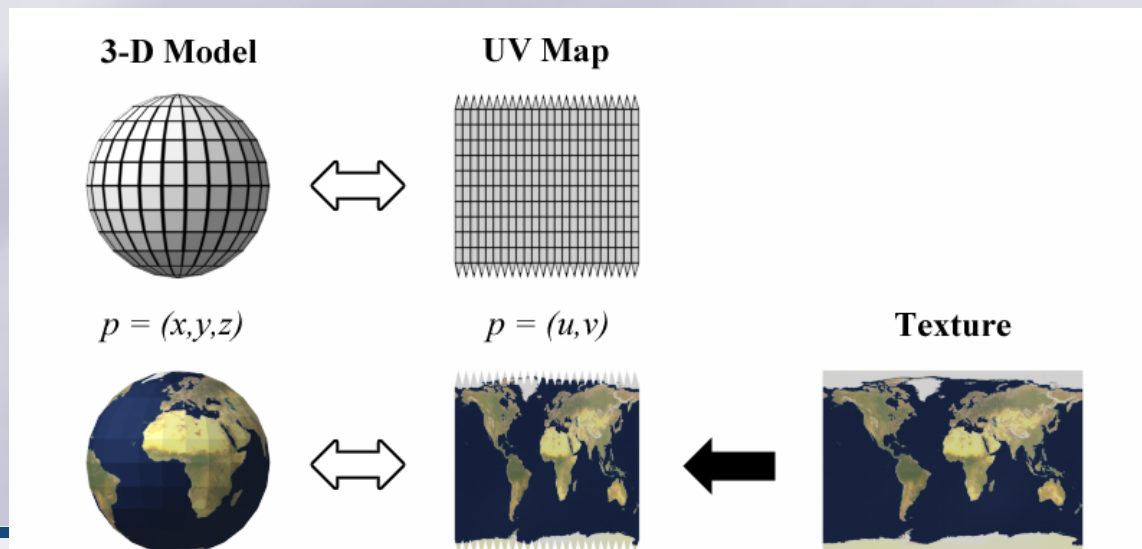 3-D Model
UV Map
p = (x,y,z)
p = (u,v)
Texture